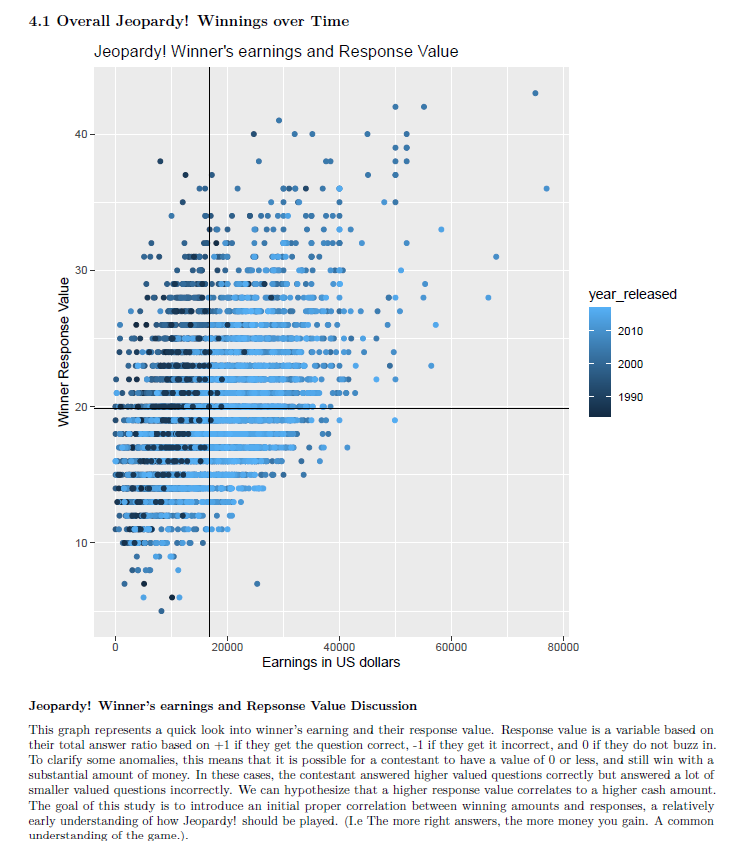 4.1 Overall Jeopardy! Winnings over Time
Jeopardy! Winner's earnings and Response Value
40
30
20
10
Winner Response Value
0
20000
40000
60000
80000
Earnings in US dollars
year_released
2010
2000
1990
Jeopardy! Winner's earnings and Repsonse Value Discussion
This graph represents a quick look into winner's earning and their response value. Response value is a variable based on
their total answer ratio based on +1 if they get the question correct, -1 if they get it incorrect, and 0 if they do not buzz in.
To clarify some anomalies, this means that it is possible for a contestant to have a value of 0 or less, and still win with a
substantial amount of money. In these cases, the contestant answered higher valued questions correctly but answered a lot of
smaller valued questions incorrectly. We can hypothesize that a higher response value correlates to a higher cash amount.
The goal of this study is to introduce an initial proper correlation between winning amounts and responses, a relatively
early understanding of how Jeopardy! should be played. (I.e The more right answers, the more money you gain. A common
understanding of the game.).